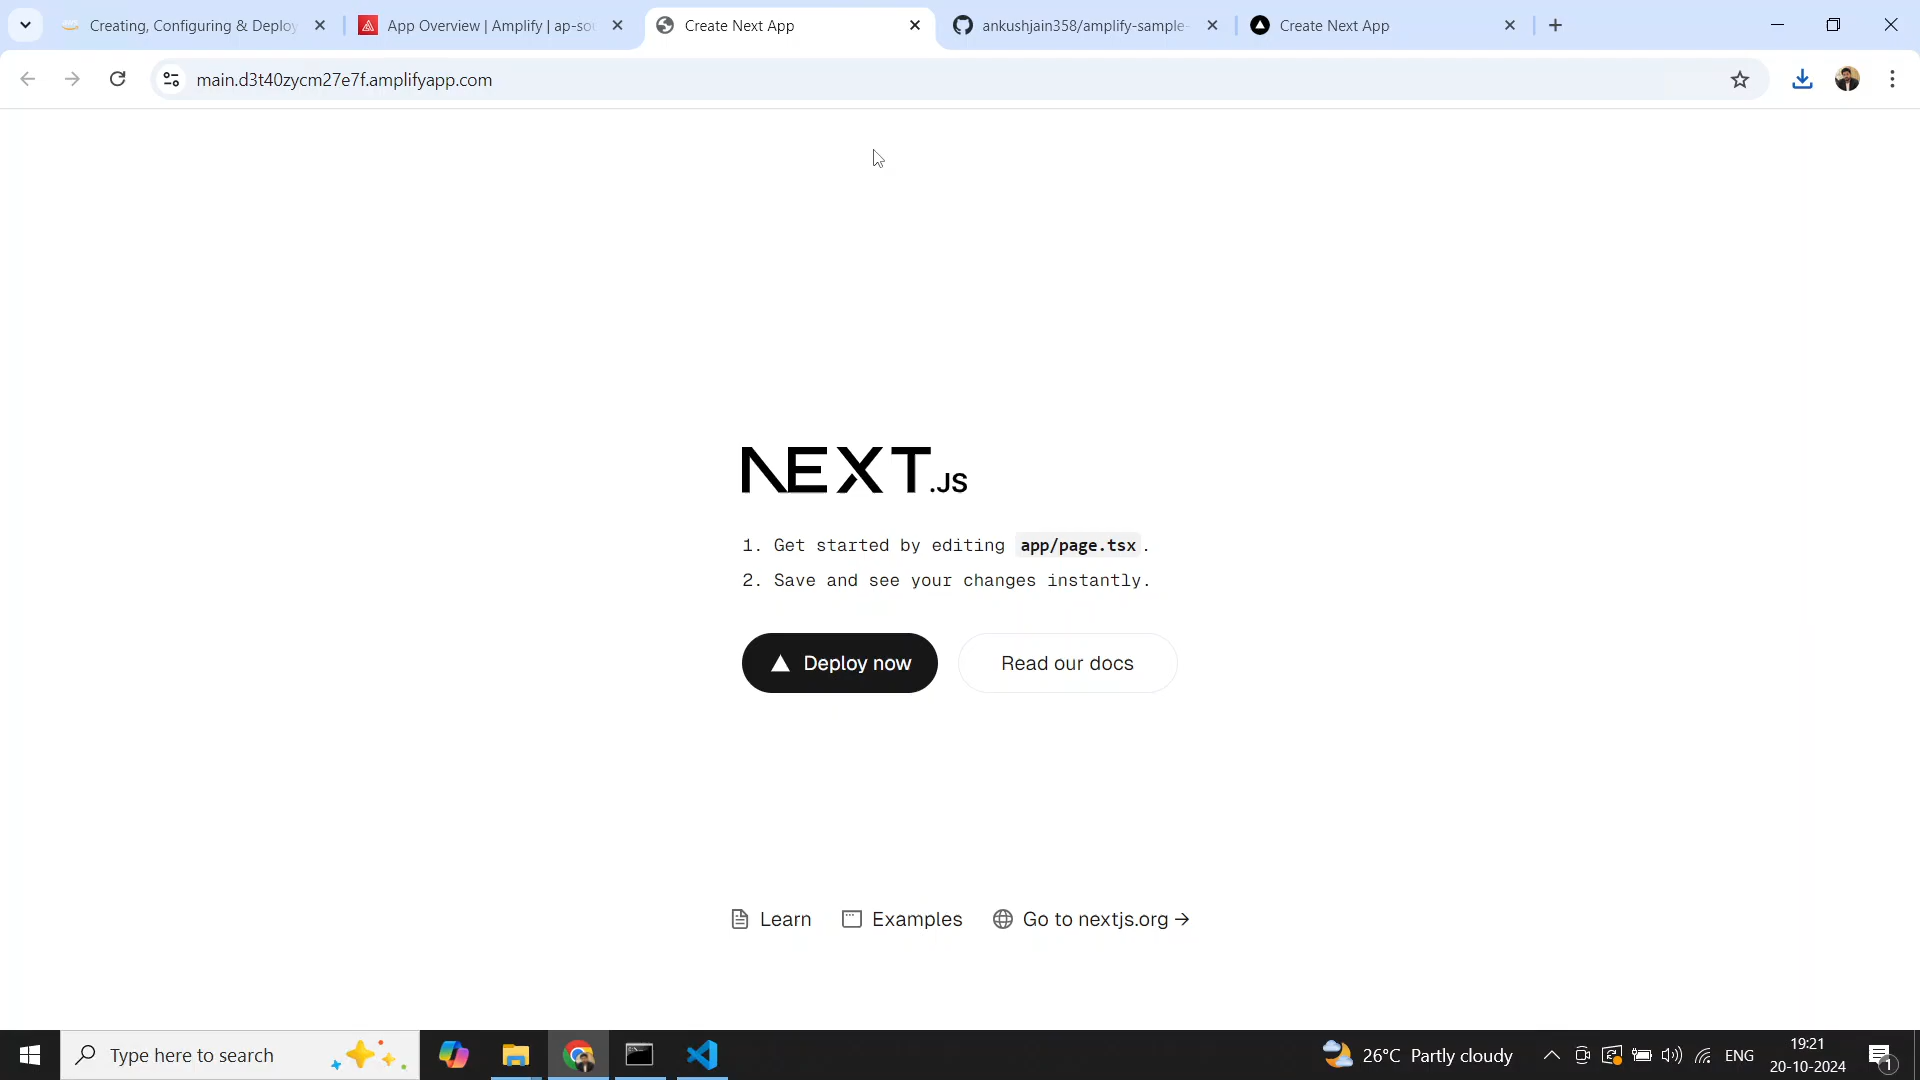 Creating, Configuring & Deploy
App Overview | Amplify | ap-sou
Create Next App
ankushjain358/amplify-sample-
Create Next App
main.d3t40zycm27e7f.amplifyapp.com
NEXT.JS
1. Get started by editing app/page.tsx.
2. Save and see your changes instantly.
Deploy now
Read our docs
Learn
Examples
Go to nextjs.org →
Type here to search
26°C Partly cloudy
ENG
19:21
20-10-2024
1